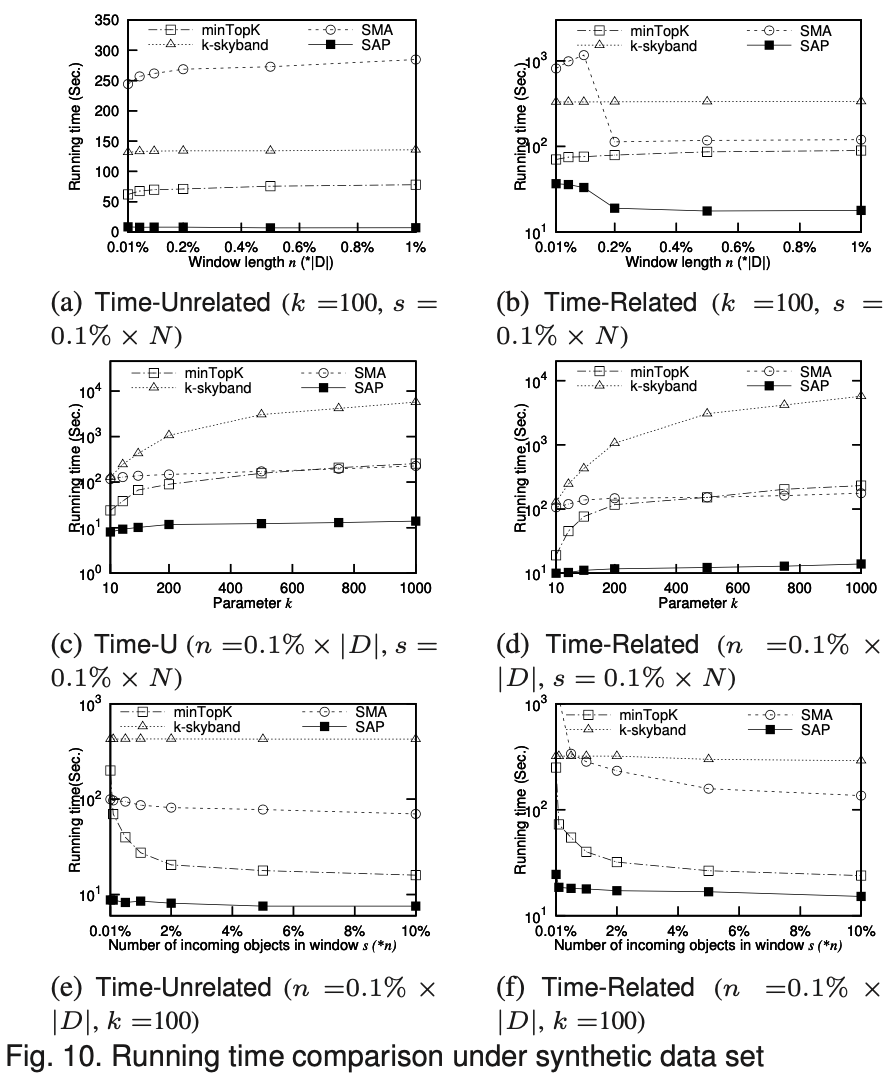 350
300
250
200
150
100
50
0
Running time (Sec.)
minTopK
k-skyband
SMA
SAP
0.01% 0.2% 0.4% 0.6% 0.8% 1%
Window length n (*|D|)
10³
10²
10¹
Running time (Sec.)
minTopK
k-skyband
SMA
SAP
0.01% 0.2% 0.4% 0.6% 0.8% 1%
Window length n (*|D|)
(a) Time-Unrelated (k =100, s =
0.1% × N)
(b) Time-Related (k =100, s =
0.1% × N)
10⁴
10³
10²
10¹
10⁰
Running time (Sec.)
minTopK
k-skyband
SMA
SAP
10 200 400 600 800 1000
Parameter k
10⁴
10³
10²
10¹
Running time (Sec.)
minTopK
k-skyband
SMA
SAP
10 200 400 600 800 1000
Parameter k
(c) Time-U (n =0.1% × |D|, s =
0.1% × N)
(d) Time-Related (n =0.1% ×
|D|, s = 0.1% × N)
10³
10²
10¹
Running time(Sec.)
minTopK
k-skyband
SMA
SAP
0.01% 2% 4% 6% 8% 10%
Number of incoming objects in window s (*n)
10³
10²
10¹
Running time (Sec.)
minTopK
k-skyband
SMA
SAP
0.01% 2% 4% 6% 8% 10%
Number of incoming objects in window s (*n)
(e) Time-Unrelated (n =0.1% ×
|D|, k =100)
(f) Time-Related (n =0.1% ×
|D|, k =100)
Fig. 10. Running time comparison under synthetic data set